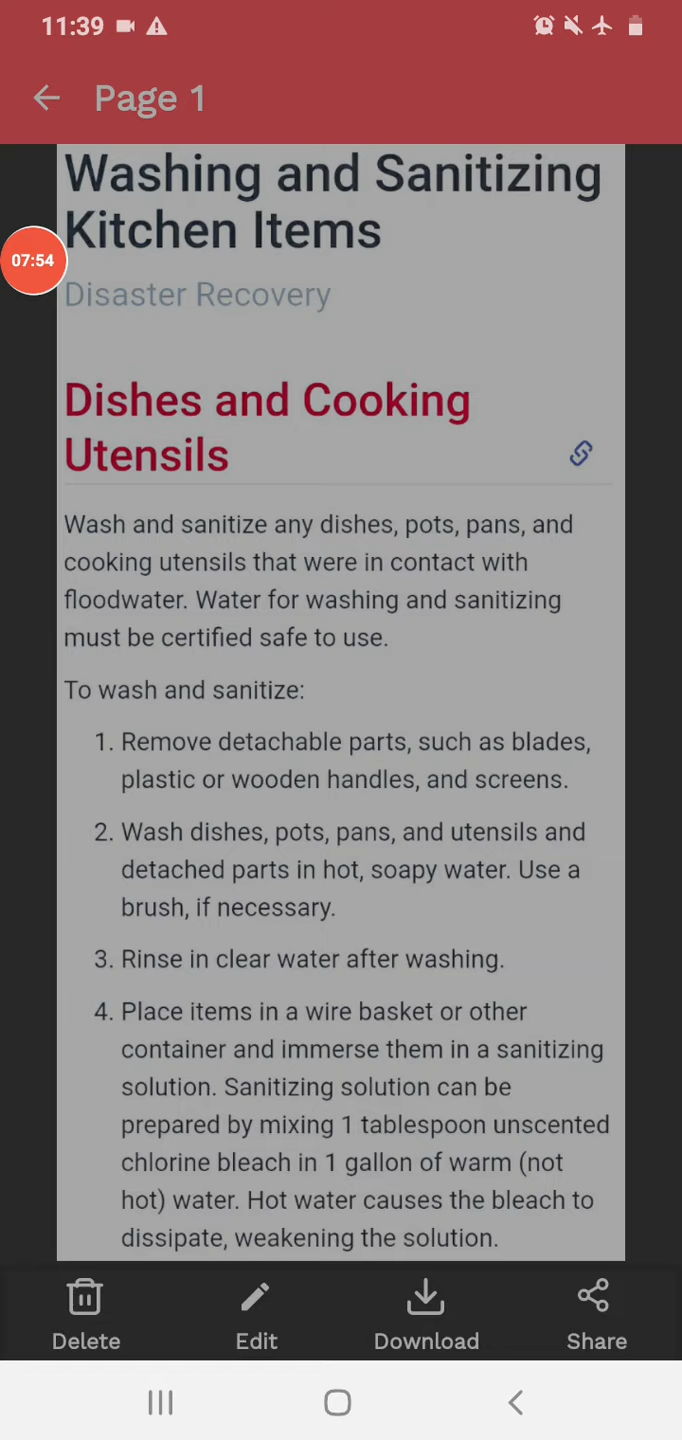 11:39
Page 1
Washing and Sanitizing
Kitchen Items
07:54
Disaster Recovery
Dishes and Cooking
Utensils
Wash and sanitize any dishes, pots, pans, and
cooking utensils that were in contact with
floodwater. Water for washing and sanitizing
must be certified safe to use.
To wash and sanitize:
1. Remove detachable parts, such as blades,
plastic or wooden handles, and screens.
2. Wash dishes, pots, pans, and utensils and
detached parts in hot, soapy water. Use a
brush, if necessary.
3. Rinse in clear water after washing.
4. Place items in a wire basket or other
container and immerse them in a sanitizing
solution. Sanitizing solution can be
prepared by mixing 1 tablespoon unscented
chlorine bleach in 1 gallon of warm (not
hot) water. Hot water causes the bleach to
dissipate, weakening the solution.
Delete Edit Download Share